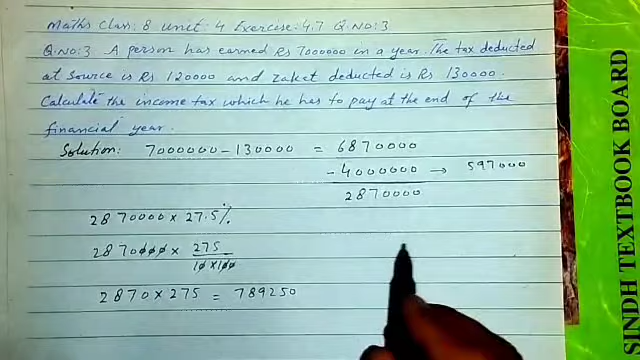 Maths Class: 8 unit: 4 Exercise: 4.7 Q.NO:3
Q.NO:3. A person has earned Rs 7000000 in a year. The tax deducted
at source is Rs 120000 and Zaket deducted is Rs 130000.
Calculate the income tax which he has to pay at the end of the
financial year.
Solution: 7000000 - 130000 = 6870000
- 4000000 → 597000
2870000
2870000 × 27.5%
2870000 × 275
10 × 100
2870 × 275 = 789250
SINDH TEXTBOOK BOARD